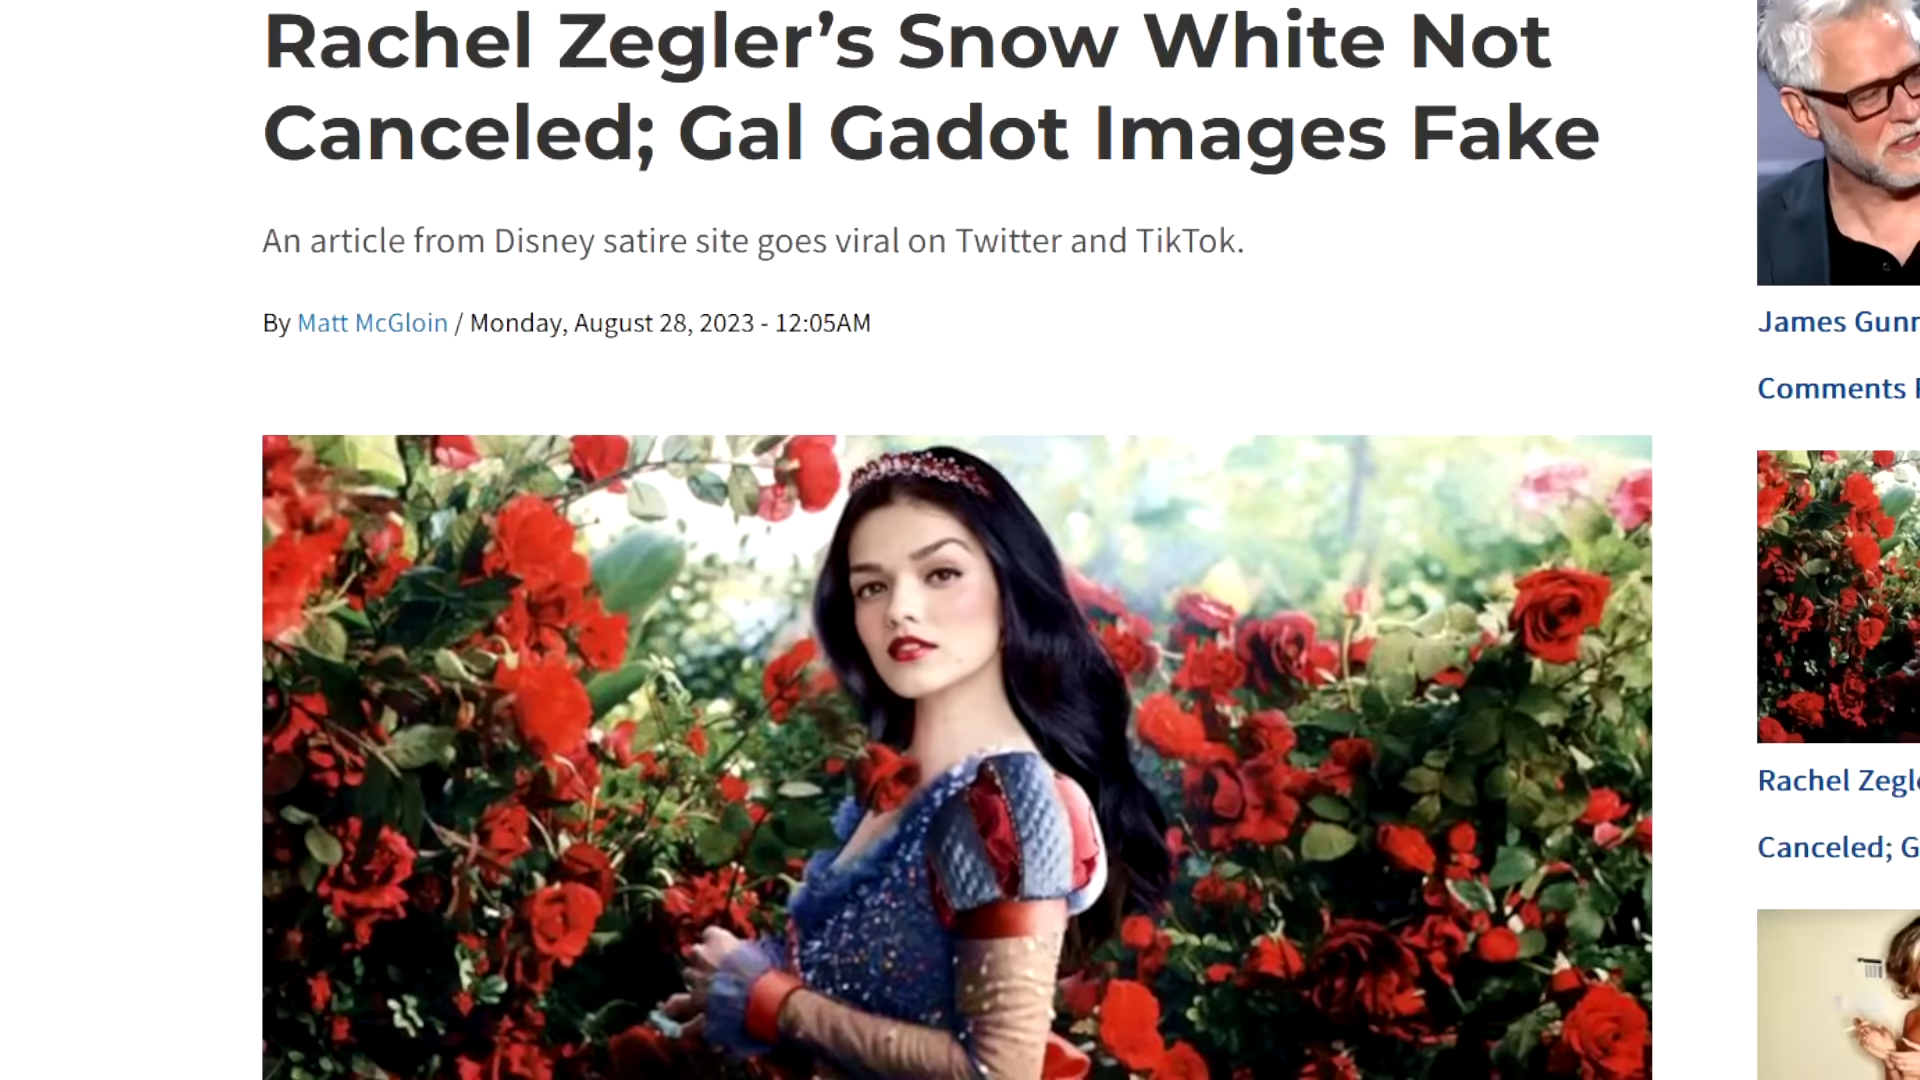 Rachel Zegler’s Snow White Not
Canceled; Gal Gadot Images Fake
An article from Disney satire site goes viral on Twitter and TikTok.
By Matt McGloin / Monday, August 28, 2023 - 12:05AM
James Gunn
Comments
Rachel
Canceled;